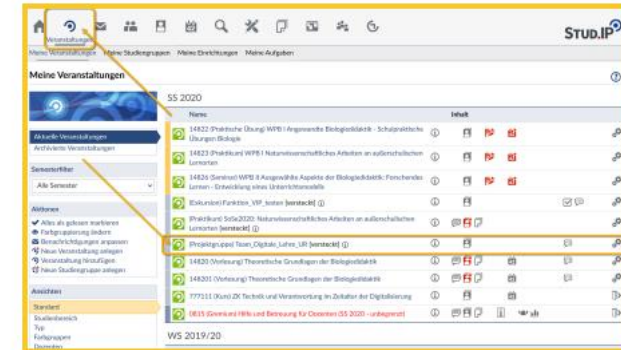 Veranstaltungen
STUD.IP
Meine Veranstaltungen Meine Studiengruppen Meine Einrichtungen Meine Aufgaben
Meine Veranstaltungen
SS 2020
Name Inhalt
Aktuelle Veranstaltungen
Archivierte Veranstaltungen
Semesterfilter
Alle Semester
Aktionen
Alles als gelesen markieren
Farbgruppierung ändern
Benachrichtigungen anpassen
Neue Veranstaltung anlegen
Veranstaltung hinzufügen
Neue Studiengruppe anlegen
Ansichten
Standard
Studienbereich
Typ
Farbgruppen
Dozenten
14822 (Praktische Übung) WPB I Angewandte Biologiedidaktik - Schulpraktische
Übungen Biologie
14823 (Praktikum) WPB I Naturwissenschaftliches Arbeiten an außerschulischen
Lernorten
14826 (Seminar) WPB II Ausgewählte Aspekte der Biologiedidaktik: Forschendes
Lernen - Entwicklung eines Unterrichtsmodells
(Exkursion) Funktion_VIP_testen [versteckt]
(Praktikum) SoSe2020: Naturwissenschaftliches Arbeiten an außerschulischen
Lernorten [versteckt]
(Projektgruppe) Team_Digitale_Lehre_UR [versteckt]
14820 (Vorlesung) Theoretische Grundlagen der Biologiedidaktik
148201 (Vorlesung) Theoretische Grundlagen der Biologiedidaktik
777111 (Kurs) ZK Technik und Verantwortung im Zeitalter der Digitalisierung
0815 (Gremium) Hilfe und Betreuung für Dozenten (SS 2020 - unbegrenzt)
WS 2019/20